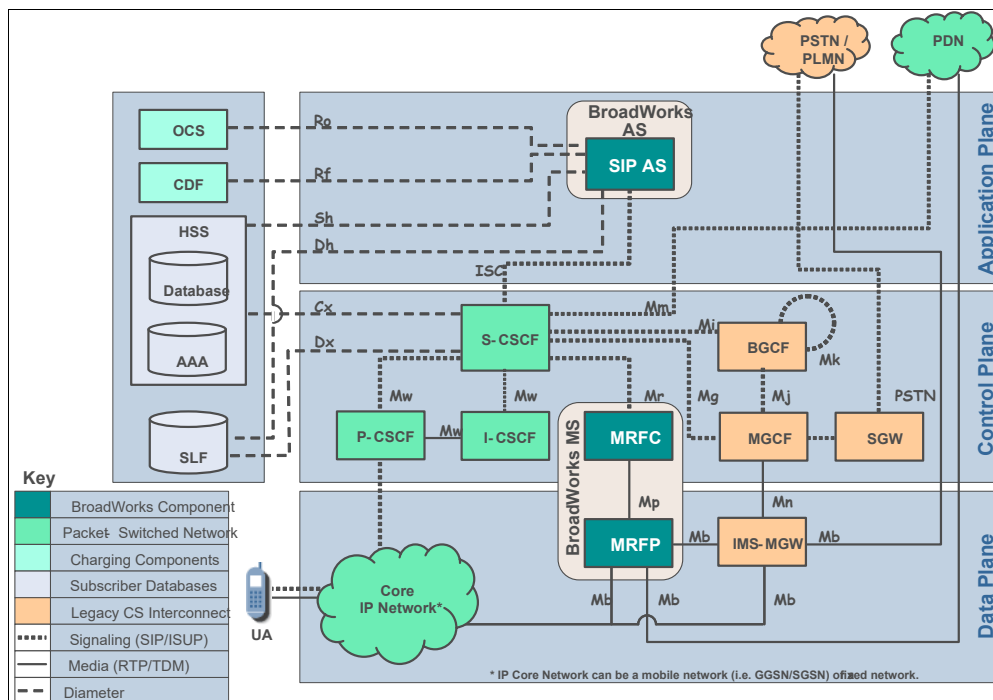 PSTN /
PLMN
PDN
BroadWorks
AS
SIP AS
OCS
CDF
Ro
Rf
Sh
Dh
ISC
HSS
Database
AAA
SLF
Cx
Dx
Application Plane
S-CSCF
Mm
Mi
BGCF
Mk
Mw
Mw
Mr
Mg
Mj
PSTN
P-CSCF
Mw
I-CSCF
MRFC
MGCF
SGW
Control Plane
BroadWorks MS
Mp
Mn
MRFP
Mb
IMS-MGW
Mb
Core
IP Network*
UA
Mb
Mb
Mb
Data Plane
* IP Core Network can be a mobile network (i.e. GGSN/SGSN) network.
Key
BroadWorks Component
Packet- Switched Network
Charging Components
Subscriber Databases
Legacy CS Interconnect
Signaling (SIP/ISUP)
Media (RTP/TDM)
Diameter